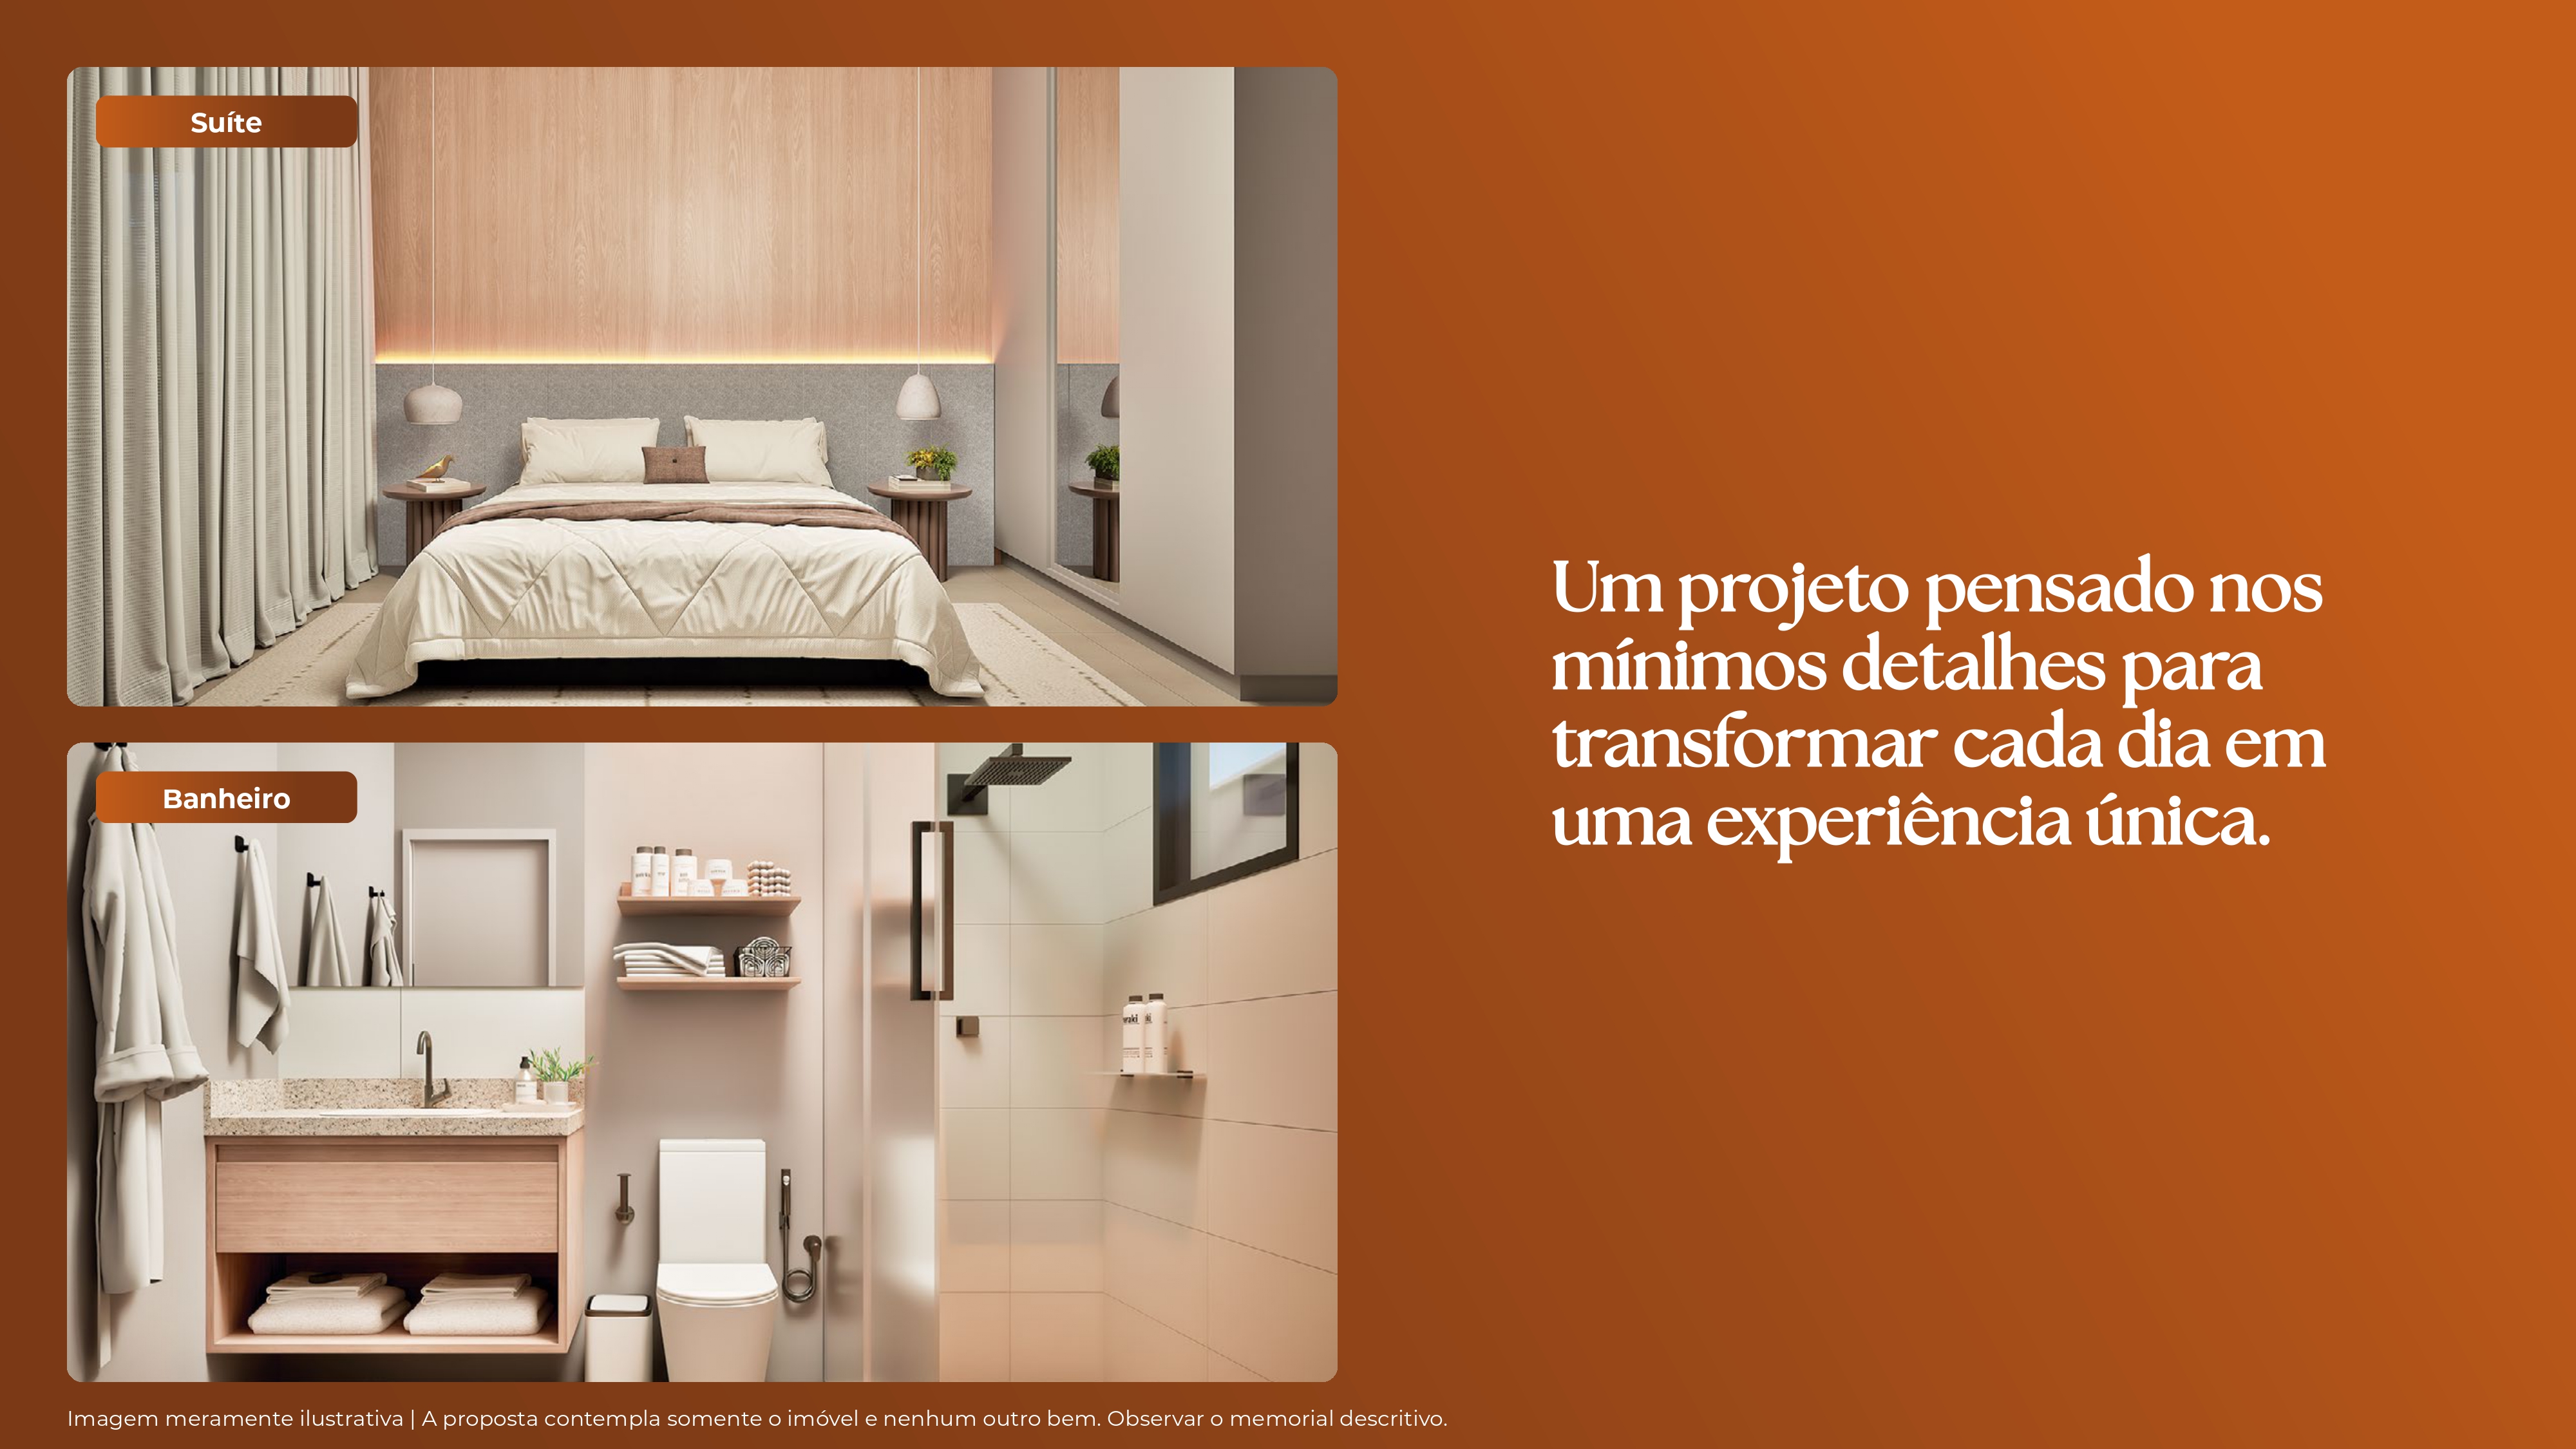 Suíte
Um projeto pensado nos
mínimos detalhes para
transformar cada dia em
uma experiência única.
Banheiro
Imagem meramente ilustrativa | A proposta contempla somente o imóvel e nenhum outro bem. Observar o memorial descritivo.